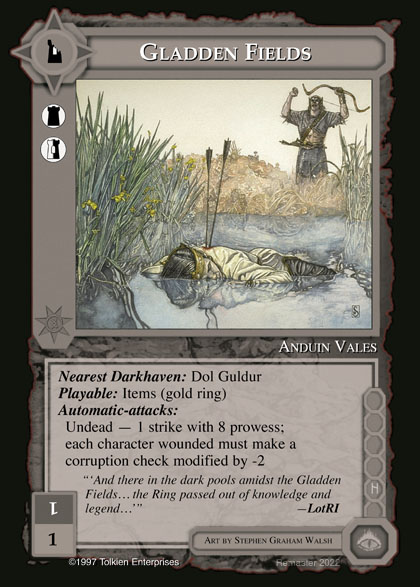 Gladden Fields
Anduin Vales
Nearest Darkhaven: Dol Guldur
Playable: Items (gold ring)
Automatic-attacks:
Undead — 1 strike with 8 prowess;
each character wounded must make a
corruption check modified by -2
“‘And there in the dark pools amidst the Gladden
Fields… the Ring passed out of knowledge and
legend…’” —LotRI
H
1
1
Art by Stephen Graham Walsh
©1997 Tolkien Enterprises
Remaster 2022